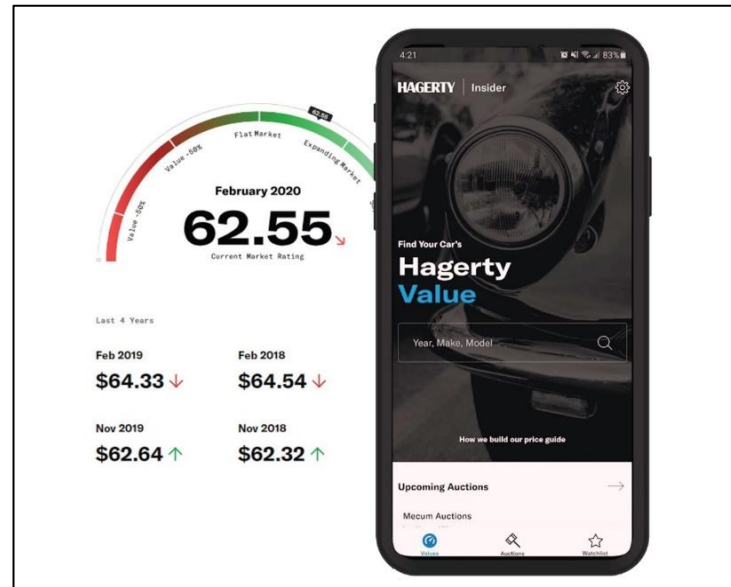 62.55
Flat Market
Expanding Market
Value -50%
Value -50%
February 2020
62.55
Current Market Rating
Last 4 Years
Feb 2019
Feb 2018
$64.33
$64.54
Nov 2019
Nov 2018
$62.64
$62.32
4:21
83%
HAGERTY | Insider
Find Your Car's
Hagerty
Value
Year, Make, Model
How we build our price guide
Upcoming Auctions
Mecum Auctions
Values
Auctions
Watchlist